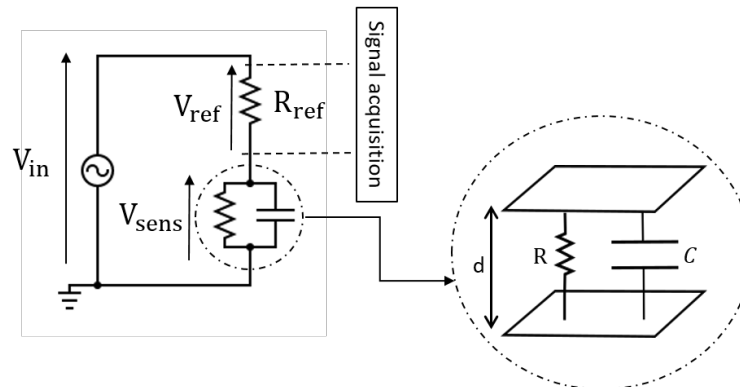 V_in
V_ref
R_ref
V_sens
Signal acquisition
d
R
C